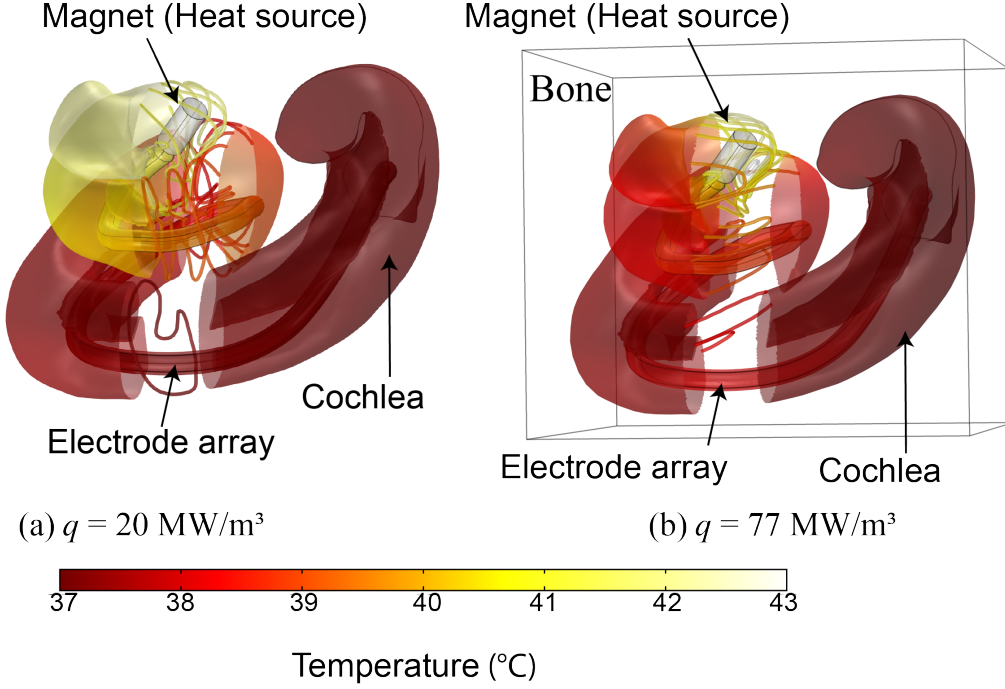 Magnet (Heat source)
Magnet (Heat source)
Bone
Cochlea
Electrode array
Electrode array
Cochlea
(a) q = 20 MW/m³
(b) q = 77 MW/m³
37 38 39 40 41 42 43
Temperature (°C)